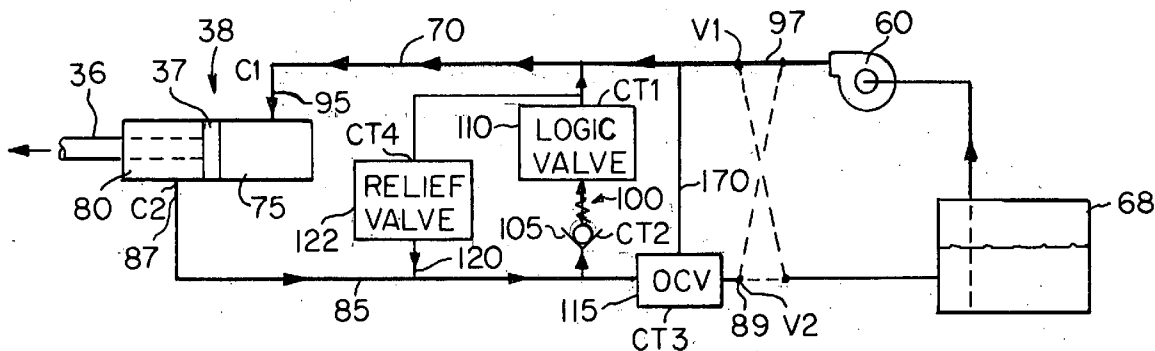 36
37
38
C1
70
95
V1
97
60
CT1
110
LOGIC
VALVE
CT4
RELIEF
VALVE
122
100
105
CT2
170
68
80
C2
75
87
120
85
115
OCV
CT3
89
V2